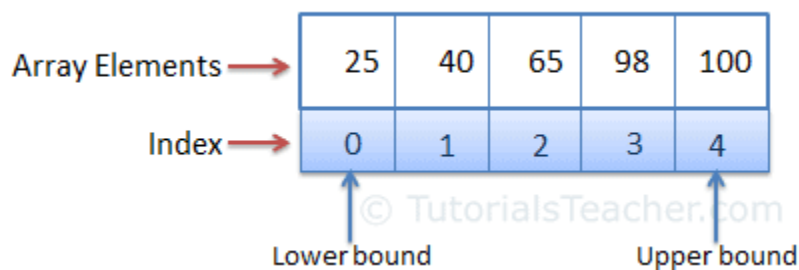 Array Elements 25 40 65 98 100
Index 0 1 2 3 4
© TutorialsTeacher.com
Lower bound Upper bound